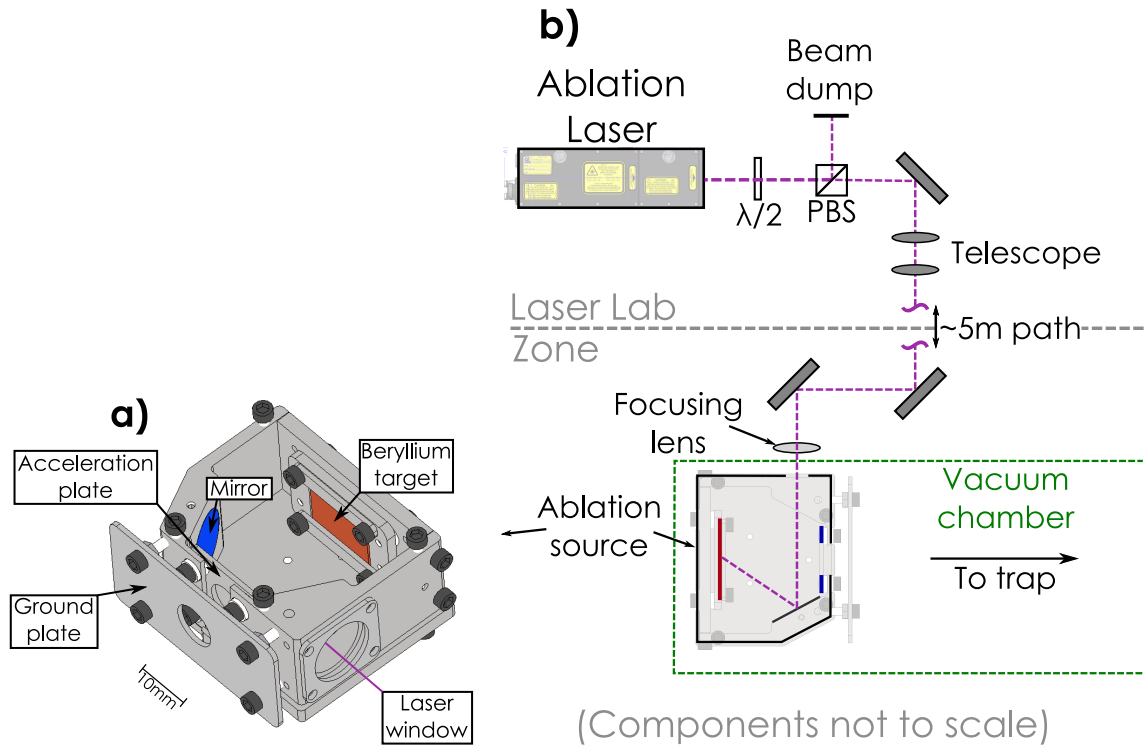 b)
Beam
dump
Ablation
Laser
λ/2
PBS
Telescope
Laser Lab
Zone
~5m path
Focusing
lens
Ablation
source
Vacuum
chamber
To trap
a)
Acceleration
plate
Mirror
Beryllium
target
Ground
plate
10mm
Laser
window
(Components not to scale)